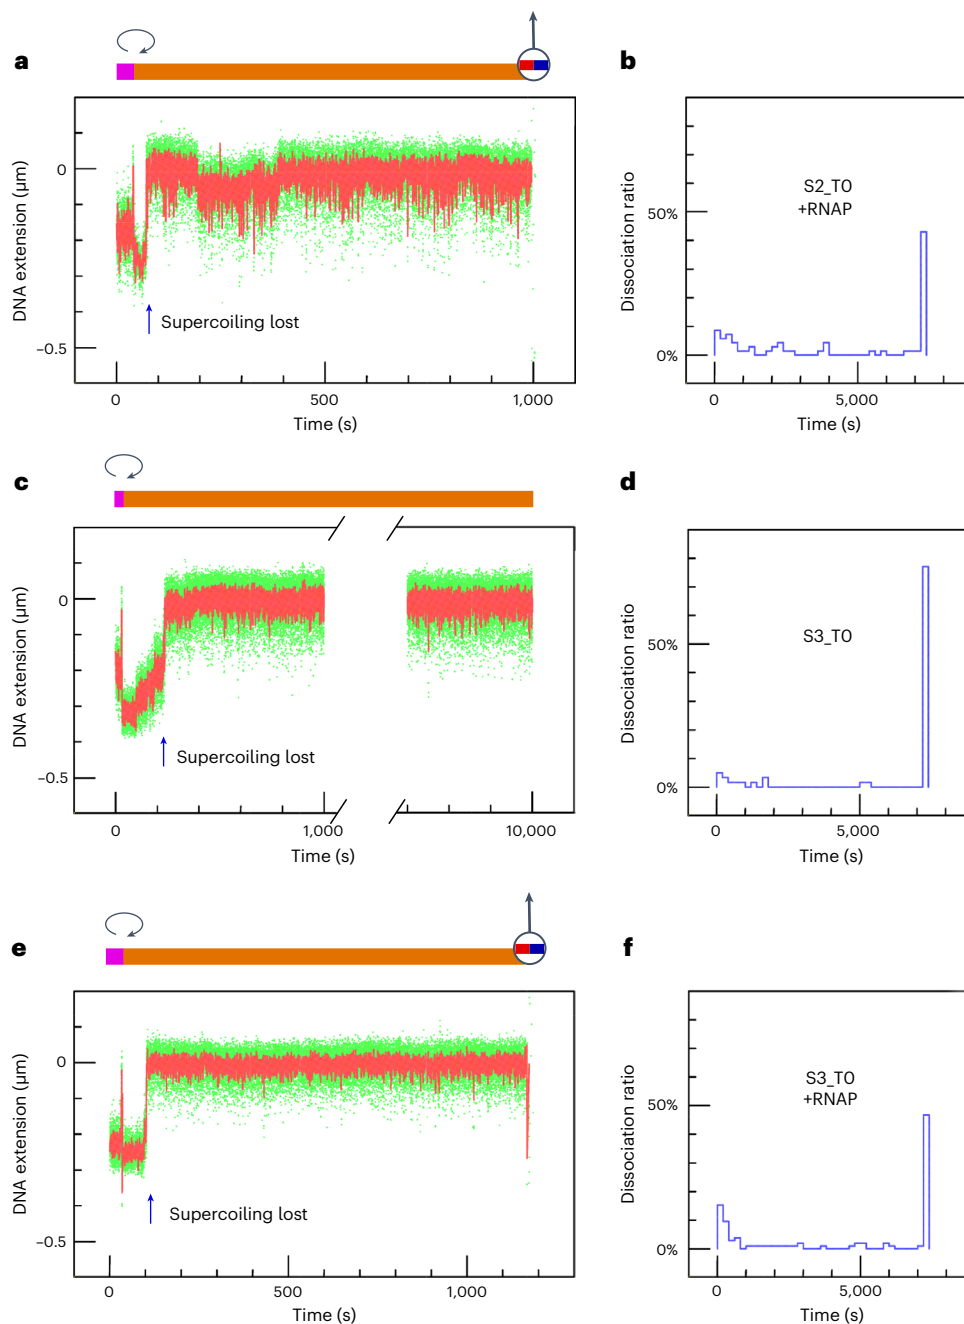 a
DNA extension (μm)
0
−0.5
Supercoiling lost
0
500
1,000
Time (s)
b
Dissociation ratio
50%
0%
S2_TO
+RNAP
0
5,000
Time (s)
c
DNA extension (μm)
0
−0.5
Supercoiling lost
0
1,000
10,000
Time (s)
d
Dissociation ratio
50%
0%
S3_TO
0
5,000
Time (s)
e
DNA extension (μm)
0
−0.5
Supercoiling lost
0
500
1,000
Time (s)
f
Dissociation ratio
50%
0%
S3_TO
+RNAP
0
5,000
Time (s)